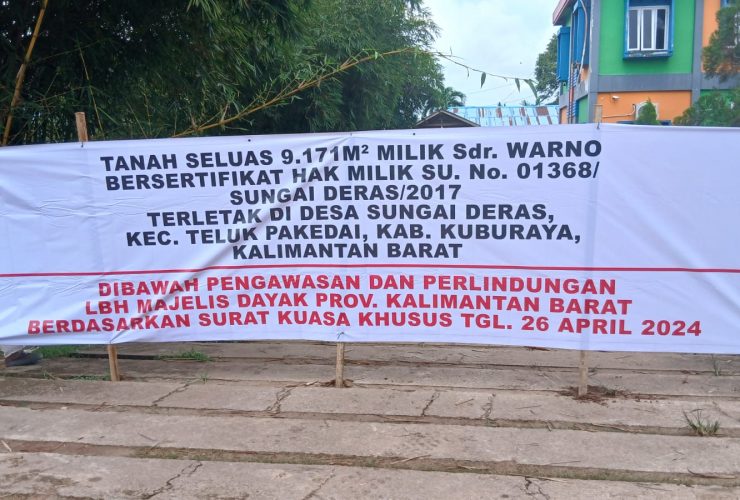 TANAH SELUAS 9.171M² MILIK Sdr. WARNO
BERSERTIFIKAT HAK MILIK SU. No. 01368/
SUNGAI DERAS/2017
TERLETAK DI DESA SUNGAI DERAS,
KEC. TELUK PAKEDAI, KAB. KUBURAYA,
KALIMANTAN BARAT
DIBAWAH PENGAWASAN DAN PERLINDUNGAN
LBH MAJELIS DAYAK PROV. KALIMANTAN BARAT
BERDASARKAN SURAT KUASA KHUSUS TGL. 26 APRIL 2024